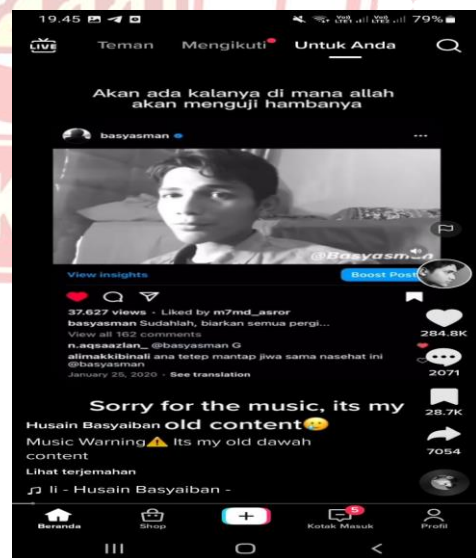 19.45
79%
LIVE
Teman Mengikuti Untuk Anda
Akan ada kalanya di mana allah
akan menguji hambanya
basyasman
@Basyasman
View insights
Boost Post
37.627 views · Liked by m7md_asror
basyasman Sudahlah, biarkan semua pergi...
View all 162 comments
n.aqsaazlan_ @basyasman G
alimakkibinali ana tetep mantap jiwa sama nasehat ini
@basyasman
January 25, 2020 · See translation
284.8K
2071
28.7K
7054
Sorry for the music, its my
old content🥲
Husain Basyaiban
Music Warning⚠️ Its my old dawah
content
Lihat terjemahan
♫ li - Husain Basyaiban -
Beranda Shop Kotak Masuk Profil
5